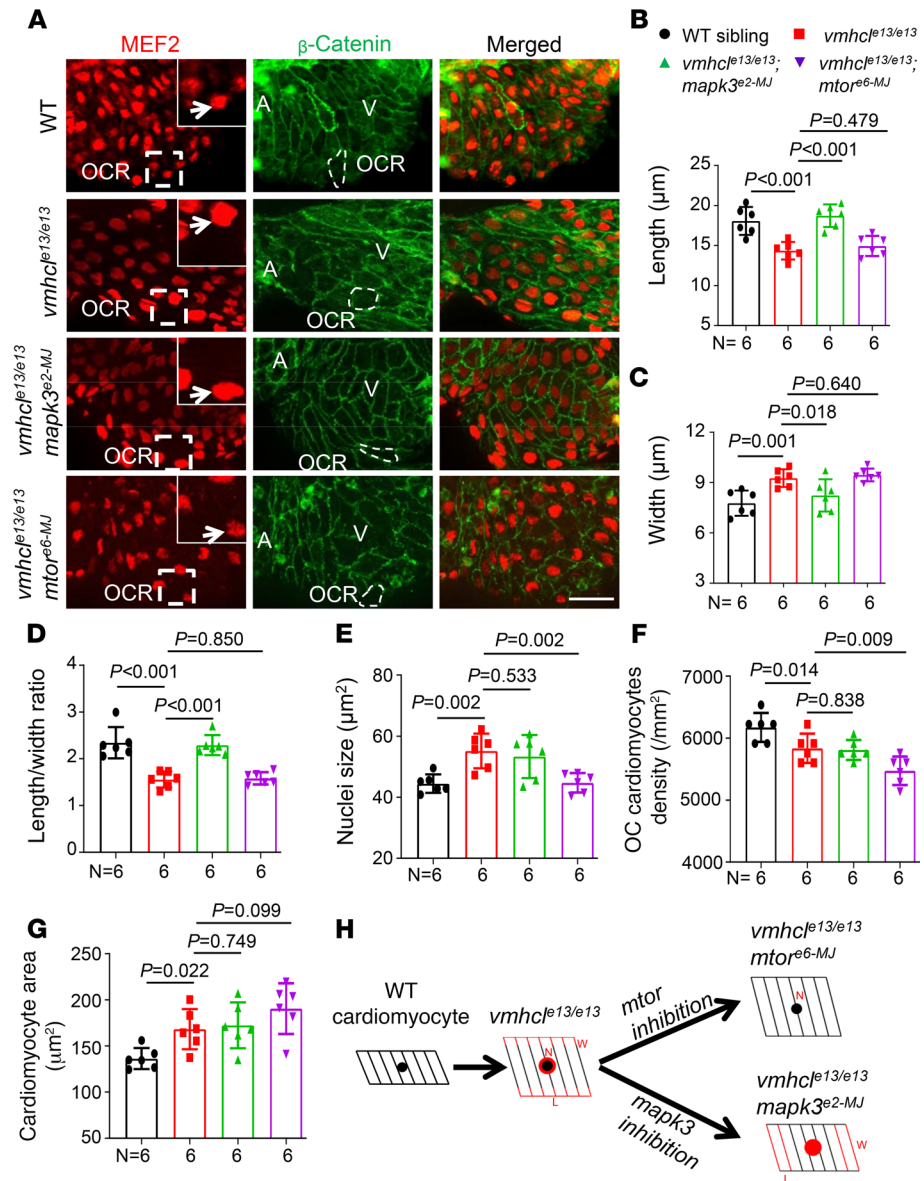 A
MEF2
β-Catenin
Merged
WT
OCR
A
V
OCR
vmhcl^e13/e13
OCR
A
V
OCR
vmhcl^e13/e13
mapk3^e2-MJ
OCR
A
V
OCR
vmhcl^e13/e13
mtor^e6-MJ
OCR
A
V
OCR
B
WT sibling
vmhcl^e13/e13
vmhcl^e13/e13;
mapk3^e2-MJ
vmhcl^e13/e13;
mtor^e6-MJ
P=0.479
P<0.001
P<0.001
Length (µm)
25
20
15
10
5
N= 6 6 6 6
C
P=0.640
P=0.018
P=0.001
Width (µm)
12
9
6
3
N= 6 6 6 6
D
P=0.850
P<0.001
P<0.001
Length/width ratio
4
3
2
1
0
N=6 6 6 6
E
P=0.002
P=0.533
P=0.002
Nuclei size (µm²)
80
60
40
20
N=6 6 6 6
F
P=0.009
P=0.014
P=0.838
OC cardiomyocytes
density (/mm²)
7000
6000
5000
4000
N= 6 6 6 6
G
P=0.099
P=0.749
P=0.022
Cardiomyocyte area
(µm²)
250
200
150
100
50
N=6 6 6 6
H
WT
cardiomyocyte
vmhcl^e13/e13
N
W
L
mtor
inhibition
mapk3
inhibition
vmhcl^e13/e13
mtor^e6-MJ
N
vmhcl^e13/e13
mapk3^e2-MJ
W
L